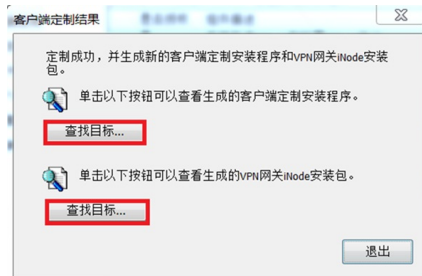 客户端定制结果
定制成功，并生成新的客户端定制安装程序和VPN网关iNode安装
包。
单击以下按钮可以查看生成的客户端定制安装程序。
查找目标...
单击以下按钮可以查看生成的VPN网关iNode安装包。
查找目标...
退出